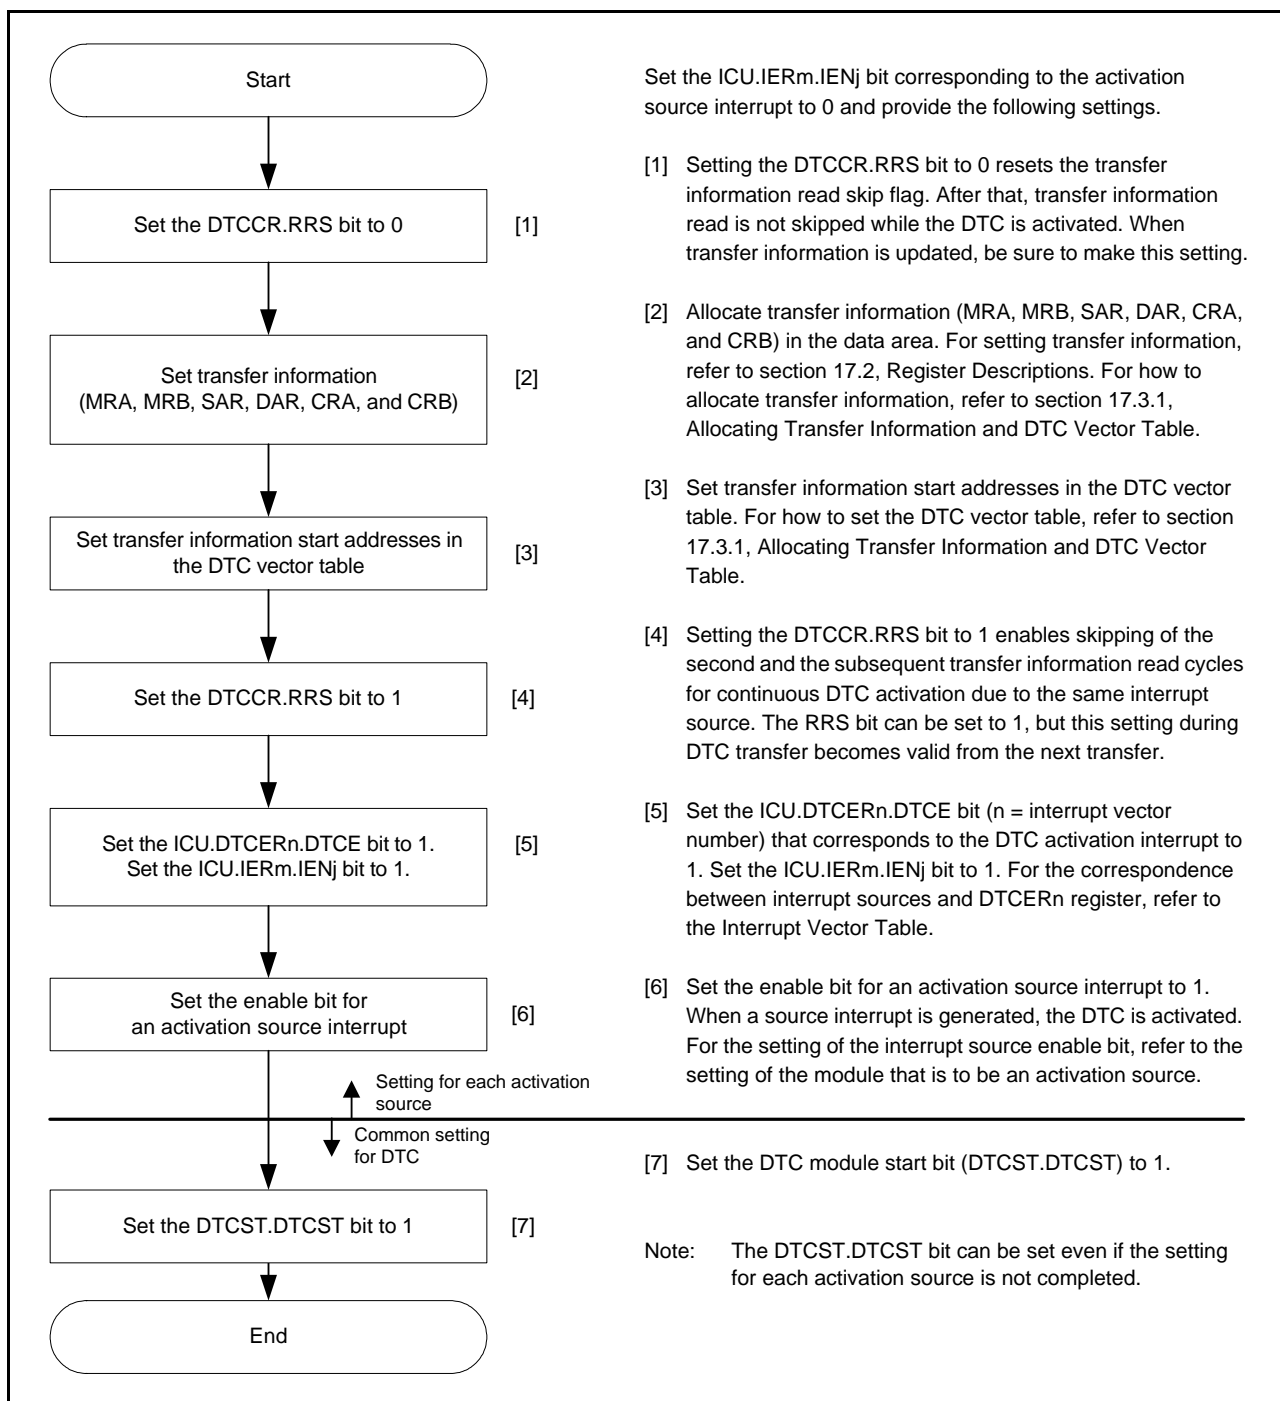 Start
Set the DTCCR.RRS bit to 0
[1]
Set transfer information
(MRA, MRB, SAR, DAR, CRA, and CRB)
[2]
Set transfer information start addresses in
the DTC vector table
[3]
Set the DTCCR.RRS bit to 1
[4]
Set the ICU.DTCERn.DTCE bit to 1.
Set the ICU.IERm.IENj bit to 1.
[5]
Set the enable bit for
an activation source interrupt
[6]
Setting for each activation
source
Common setting
for DTC
Set the DTCST.DTCST bit to 1
[7]
End
Set the ICU.IERm.IENj bit corresponding to the activation
source interrupt to 0 and provide the following settings.
[1] Setting the DTCCR.RRS bit to 0 resets the transfer
information read skip flag. After that, transfer information
read is not skipped while the DTC is activated. When
transfer information is updated, be sure to make this setting.
[2] Allocate transfer information (MRA, MRB, SAR, DAR, CRA,
and CRB) in the data area. For setting transfer information,
refer to section 17.2, Register Descriptions. For how to
allocate transfer information, refer to section 17.3.1,
Allocating Transfer Information and DTC Vector Table.
[3] Set transfer information start addresses in the DTC vector
table. For how to set the DTC vector table, refer to section
17.3.1, Allocating Transfer Information and DTC Vector
Table.
[4] Setting the DTCCR.RRS bit to 1 enables skipping of the
second and the subsequent transfer information read cycles
for continuous DTC activation due to the same interrupt
source. The RRS bit can be set to 1, but this setting during
DTC transfer becomes valid from the next transfer.
[5] Set the ICU.DTCERn.DTCE bit (n = interrupt vector
number) that corresponds to the DTC activation interrupt to
1. Set the ICU.IERm.IENj bit to 1. For the correspondence
between interrupt sources and DTCERn register, refer to
the Interrupt Vector Table.
[6] Set the enable bit for an activation source interrupt to 1.
When a source interrupt is generated, the DTC is activated.
For the setting of the interrupt source enable bit, refer to the
setting of the module that is to be an activation source.
[7] Set the DTC module start bit (DTCST.DTCST) to 1.
Note: The DTCST.DTCST bit can be set even if the setting
for each activation source is not completed.